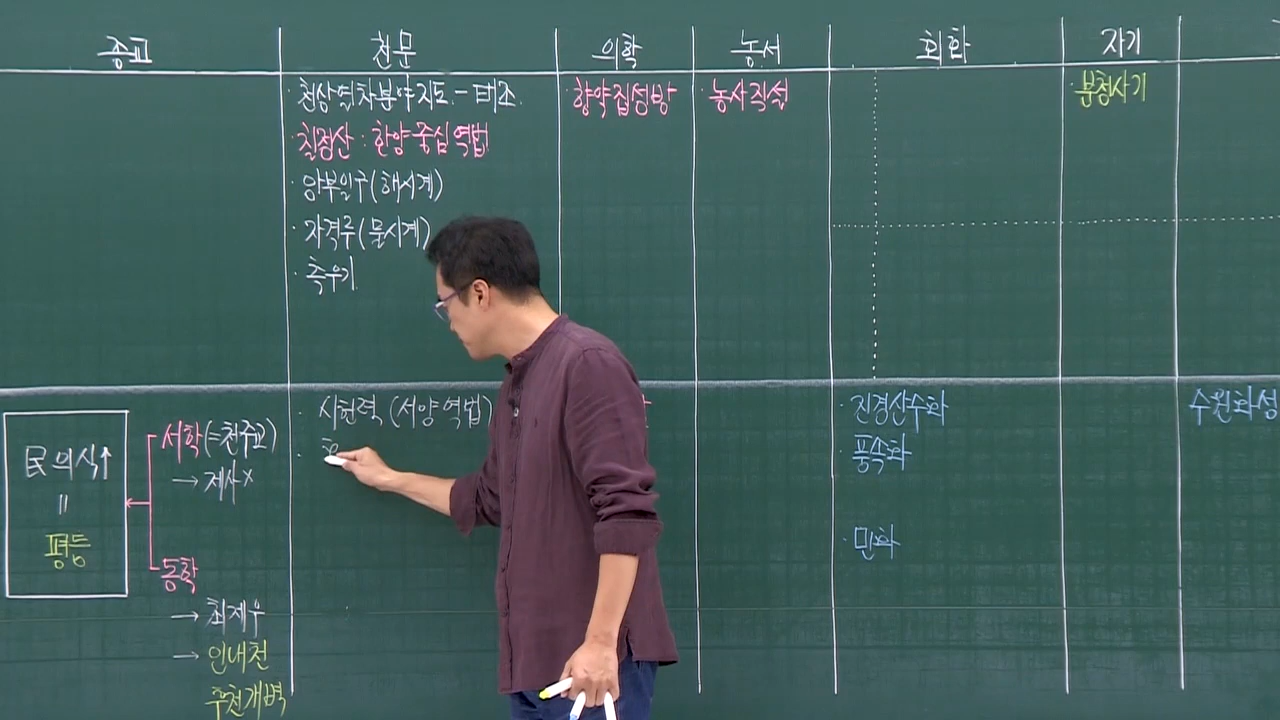 종교 천문 의학 농서 회화 자기
· 천상열차분야지도 - 태조 · 향약집성방 · 농사직설 · 분청사기
· 칠정산 : 한양 중심 역법
· 앙부일구 (해시계)
· 자격루 (물시계)
· 측우기
民 의식↑
=
평등
서학 (=천주교)
→ 제사 X
동학
→ 최제우
→ 인내천
후천개벽
· 시헌력 (서양 역법)
· 진경산수화
풍속화
· 민화
수원화성